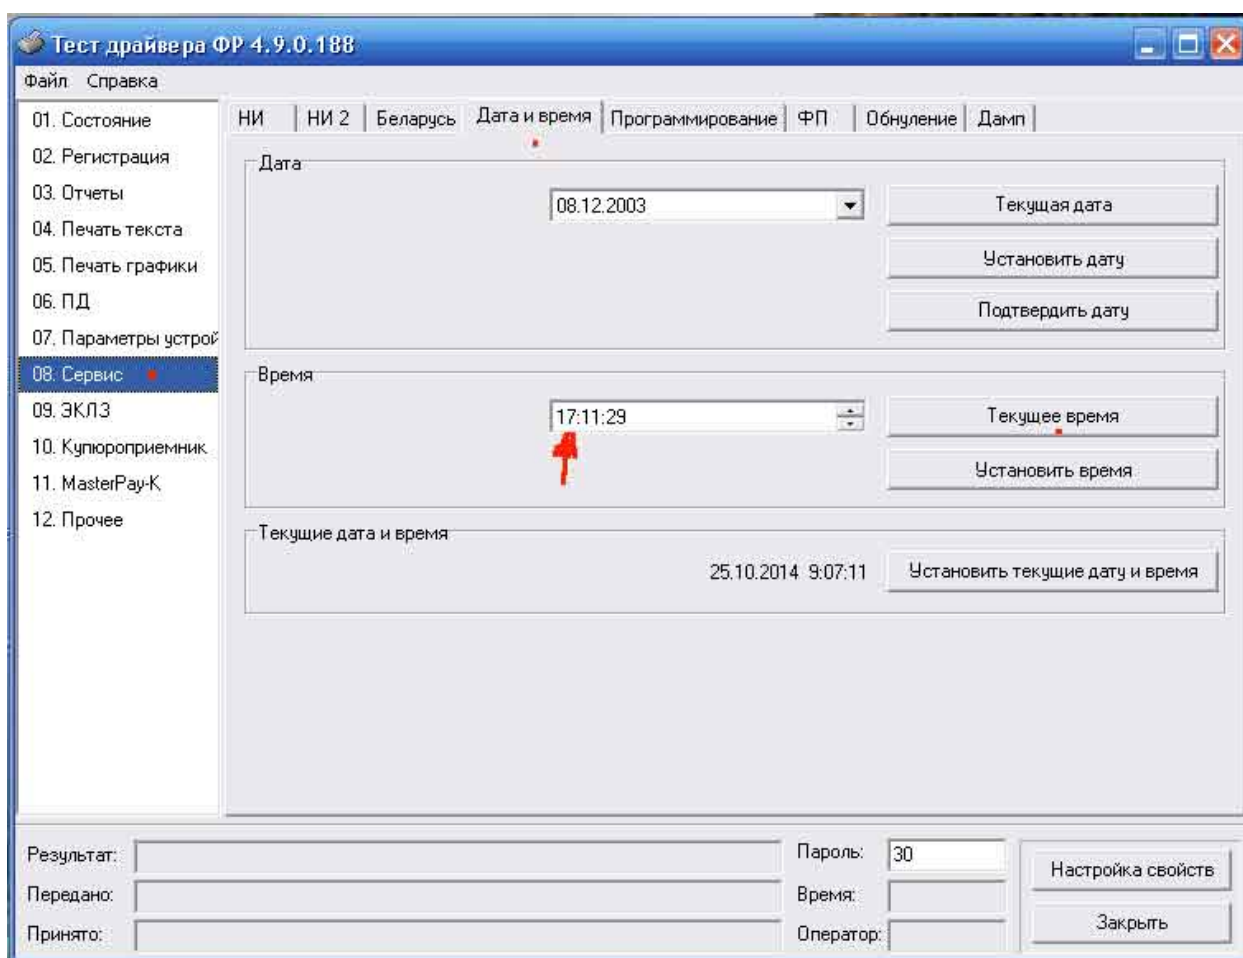 Тест драйвера ФР 4.9.0.188
Файл Справка
01. Состояние
02. Регистрация
03. Отчеты
04. Печать текста
05. Печать графики
06. ПД
07. Параметры устрой
08. Сервис
09. ЭКЛЗ
10. Купюроприемник
11. MasterPay-K
12. Прочее
НИ НИ 2 Беларусь Дата и время Программирование ФП Обнуление Дамп
Дата
08.12.2003 Текущая дата
Установить дату
Подтвердить дату
Время
17:11:29 Текущее время
Установить время
Текущие дата и время
25.10.2014 9:07:11 Установить текущие дату и время
Результат: Пароль: 30 Настройка свойств
Передано: Время:
Принято: Оператор: Закрыть